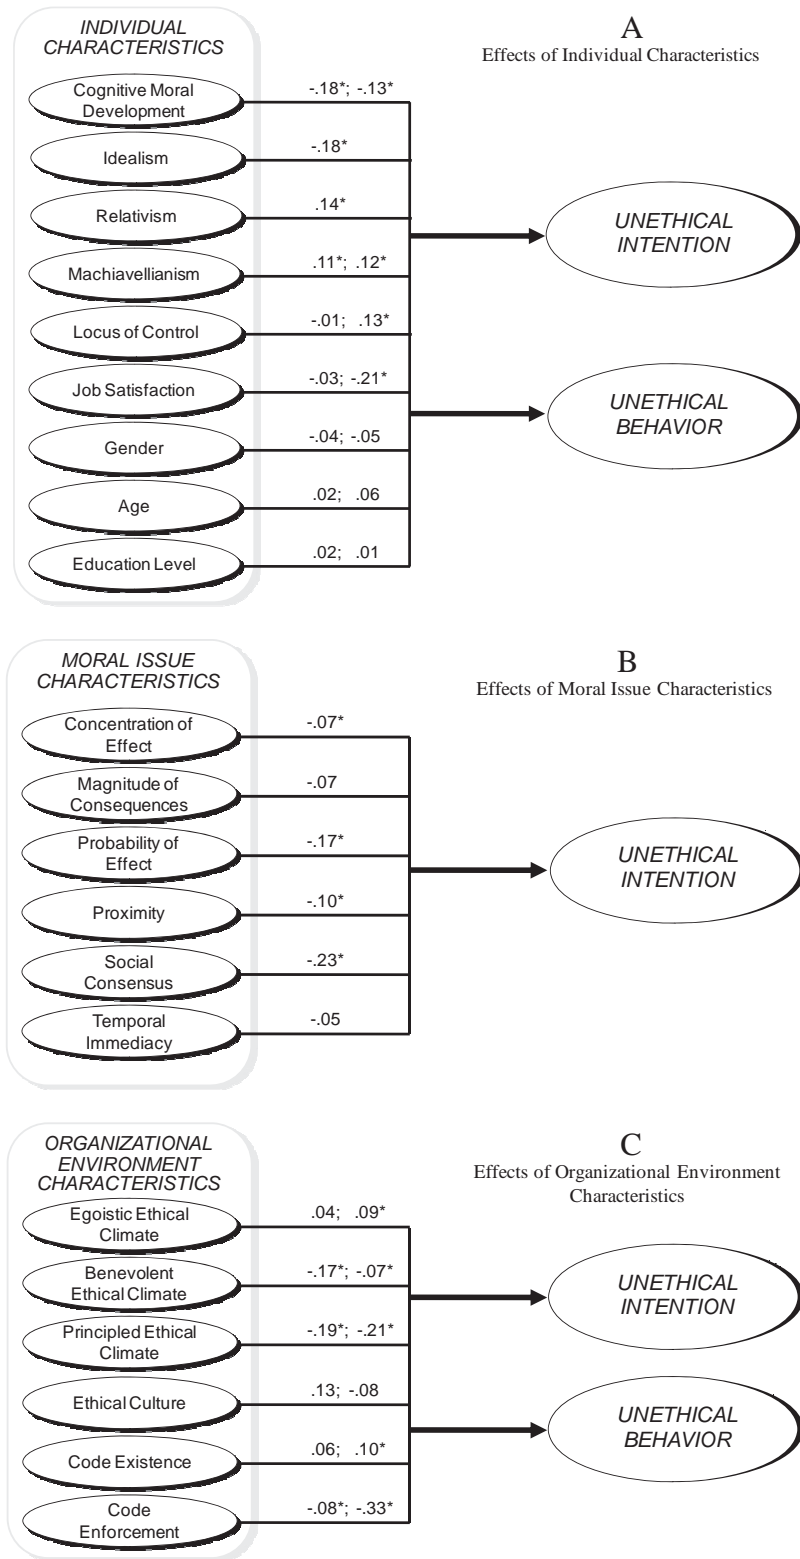 INDIVIDUAL
CHARACTERISTICS
A
Effects of Individual Characteristics
Cognitive Moral
Development
-.18*; -.13*
Idealism
-.18*
Relativism
.14*
Machiavellianism
.11*; .12*
Locus of Control
-.01; .13*
Job Satisfaction
-.03; -.21*
Gender
-.04; -.05
Age
.02; .06
Education Level
.02; .01
UNETHICAL
INTENTION
UNETHICAL
BEHAVIOR
MORAL ISSUE
CHARACTERISTICS
B
Effects of Moral Issue Characteristics
Concentration of
Effect
-.07*
Magnitude of
Consequences
-.07
Probability of
Effect
-.17*
Proximity
-.10*
Social
Consensus
-.23*
Temporal
Immediacy
-.05
UNETHICAL
INTENTION
ORGANIZATIONAL
ENVIRONMENT
CHARACTERISTICS
C
Effects of Organizational Environment
Characteristics
Egoistic Ethical
Climate
.04; .09*
Benevolent
Ethical Climate
-.17*; -.07*
Principled Ethical
Climate
-.19*; -.21*
Ethical Culture
.13; -.08
Code Existence
.06; .10*
Code
Enforcement
-.08*; -.33*
UNETHICAL
INTENTION
UNETHICAL
BEHAVIOR